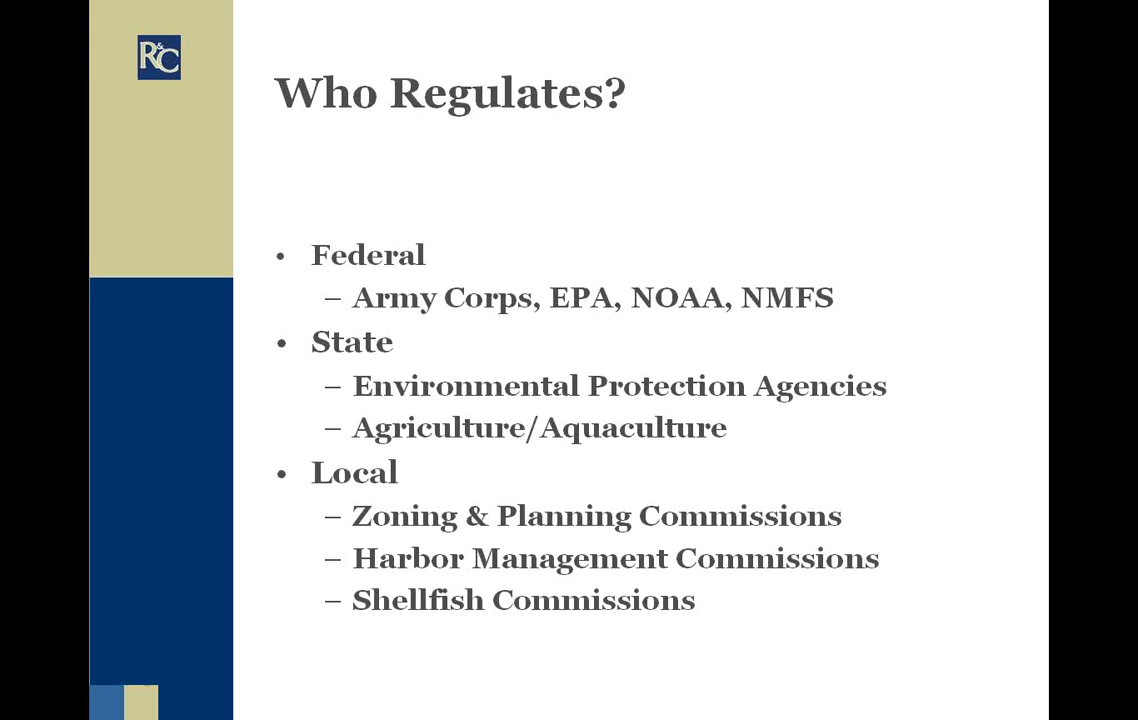 R&C
Who Regulates?
• Federal
– Army Corps, EPA, NOAA, NMFS
• State
– Environmental Protection Agencies
– Agriculture/Aquaculture
• Local
– Zoning & Planning Commissions
– Harbor Management Commissions
– Shellfish Commissions